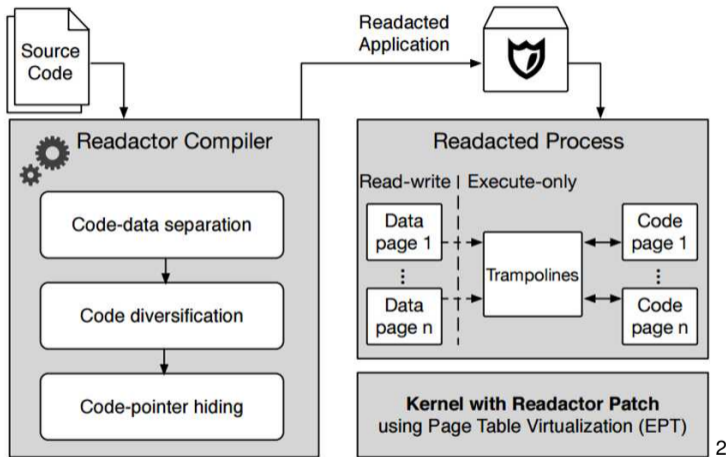 Source
Code
Readacted
Application
Readactor Compiler
Code-data separation
Code diversification
Code-pointer hiding
Readacted Process
Read-write
Execute-only
Data
page 1
Data
page n
Trampolines
Code
page 1
Code
page n
Kernel with Readactor Patch
using Page Table Virtualization (EPT)
2